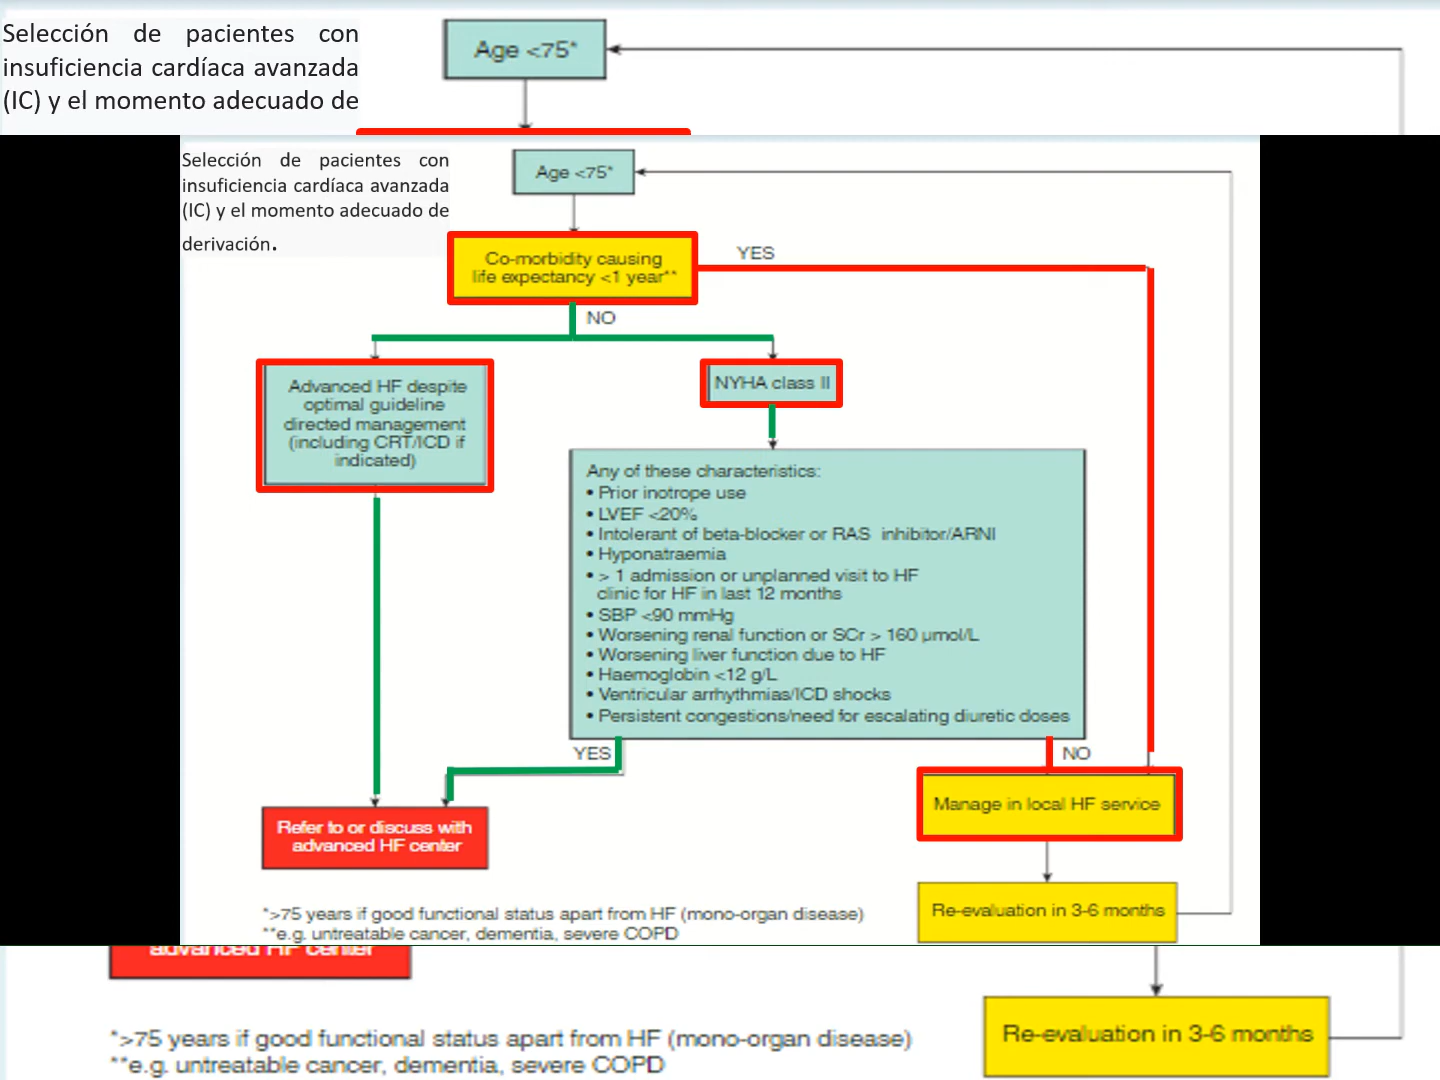 Selección de pacientes con
insuficiencia cardíaca avanzada
(IC) y el momento adecuado de
Age <75*
Selección de pacientes con
insuficiencia cardíaca avanzada
(IC) y el momento adecuado de
derivación.
Age <75*
Co-morbidity causing
life expectancy <1 year**
YES
NO
Advanced HF despite
optimal guideline
directed management
(including CRT/ICD if
indicated)
NYHA class II
Any of these characteristics:
• Prior inotrope use
• LVEF <20%
• Intolerant of beta-blocker or RAS inhibitor/ARNI
• Hyponatraemia
• > 1 admission or unplanned visit to HF
clinic for HF in last 12 months
• SBP <90 mmHg
• Worsening renal function or SCr > 160 µmol/L
• Worsening liver function due to HF
• Haemoglobin <12 g/L
• Ventricular arrhythmias/ICD shocks
• Persistent congestions/need for escalating diuretic doses
YES
NO
Manage in local HF service
Refer to or discuss with
advanced HF center
Re-evaluation in 3-6 months
*>75 years if good functional status apart from HF (mono-organ disease)
**e.g. untreatable cancer, dementia, severe COPD
advanced HF center
Re-evaluation in 3-6 months
*>75 years if good functional status apart from HF (mono-organ disease)
**e.g. untreatable cancer, dementia, severe COPD